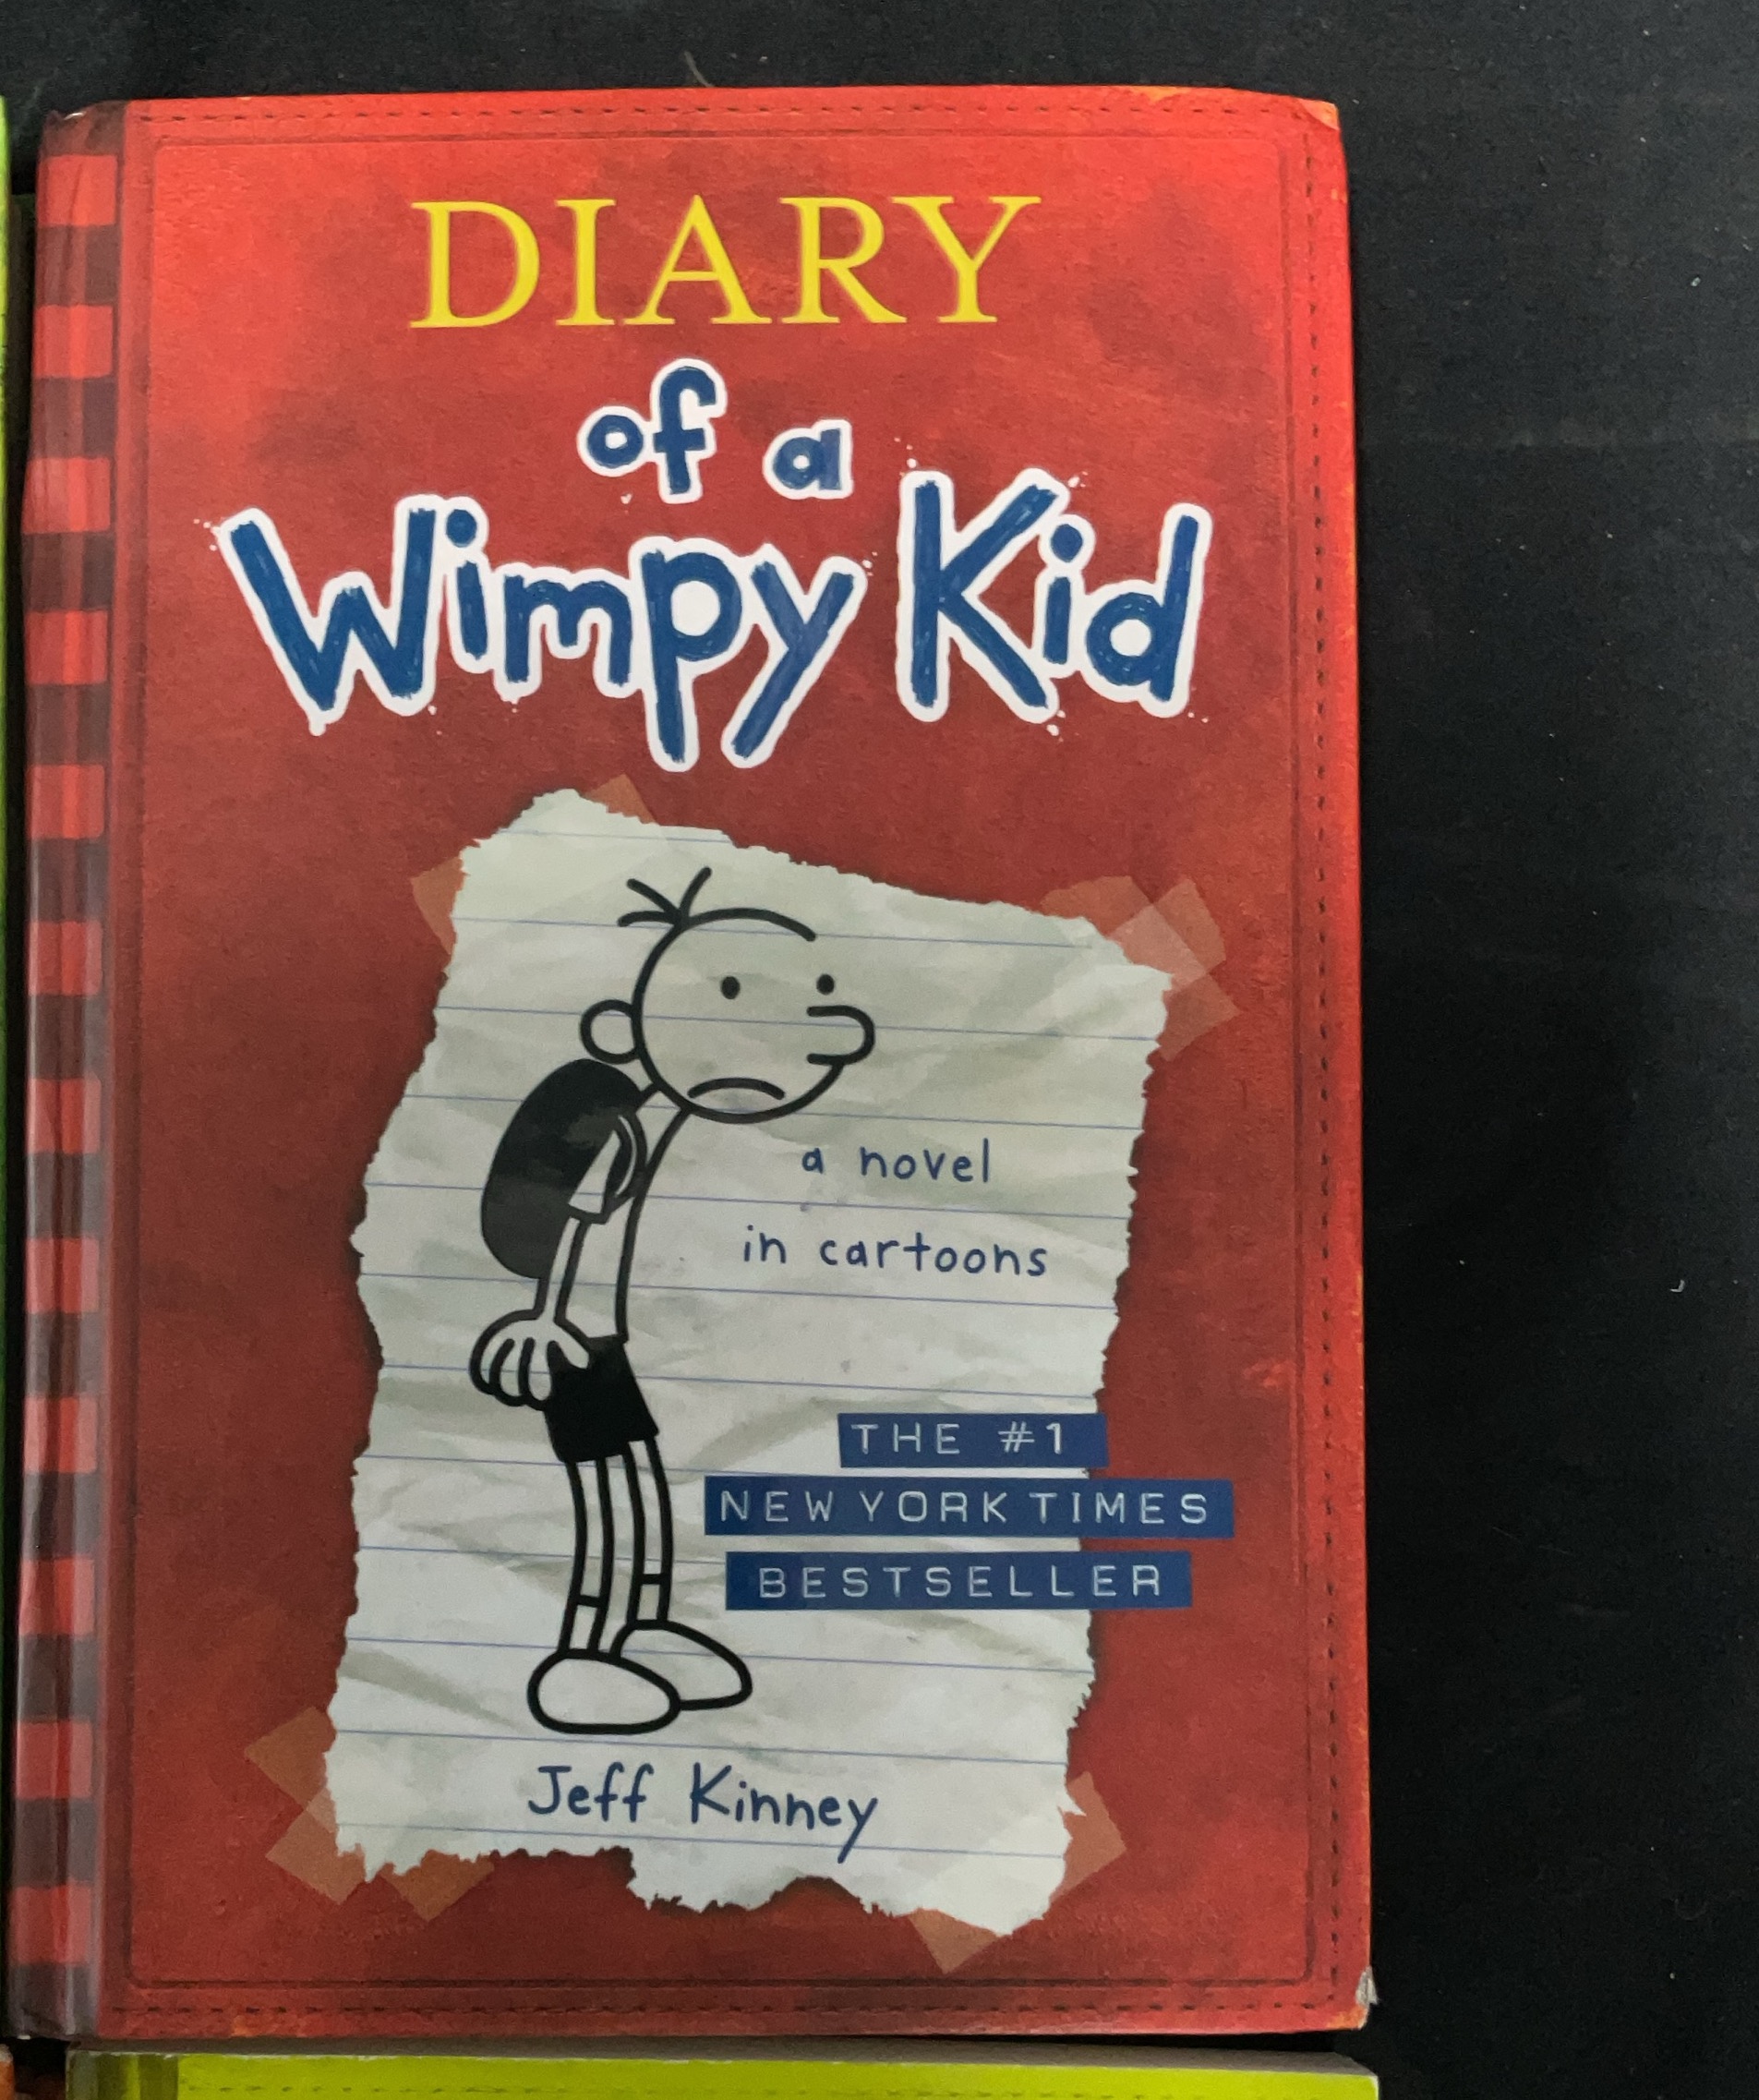 DIARY
of a
Wimpy Kid
a novel
in cartoons
THE #1
NEW YORK TIMES
BESTSELLER
Jeff Kinney